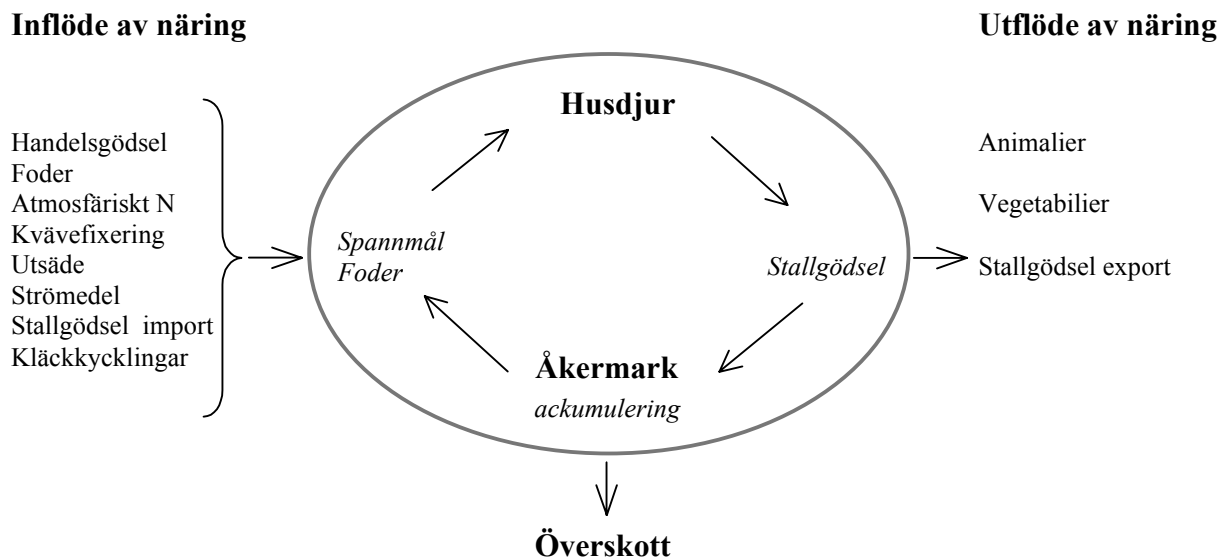 Inflöde av näring
Utflöde av näring
Handelsgödsel
Foder
Atmosfäriskt N
Kvävefixering
Utsäde
Strömedel
Stallgödsel import
Kläckkycklingar
Husdjur
Spannmål
Foder
Stallgödsel
Åkermark
ackumulering
Animalier
Vegetabilier
Stallgödsel export
Överskott